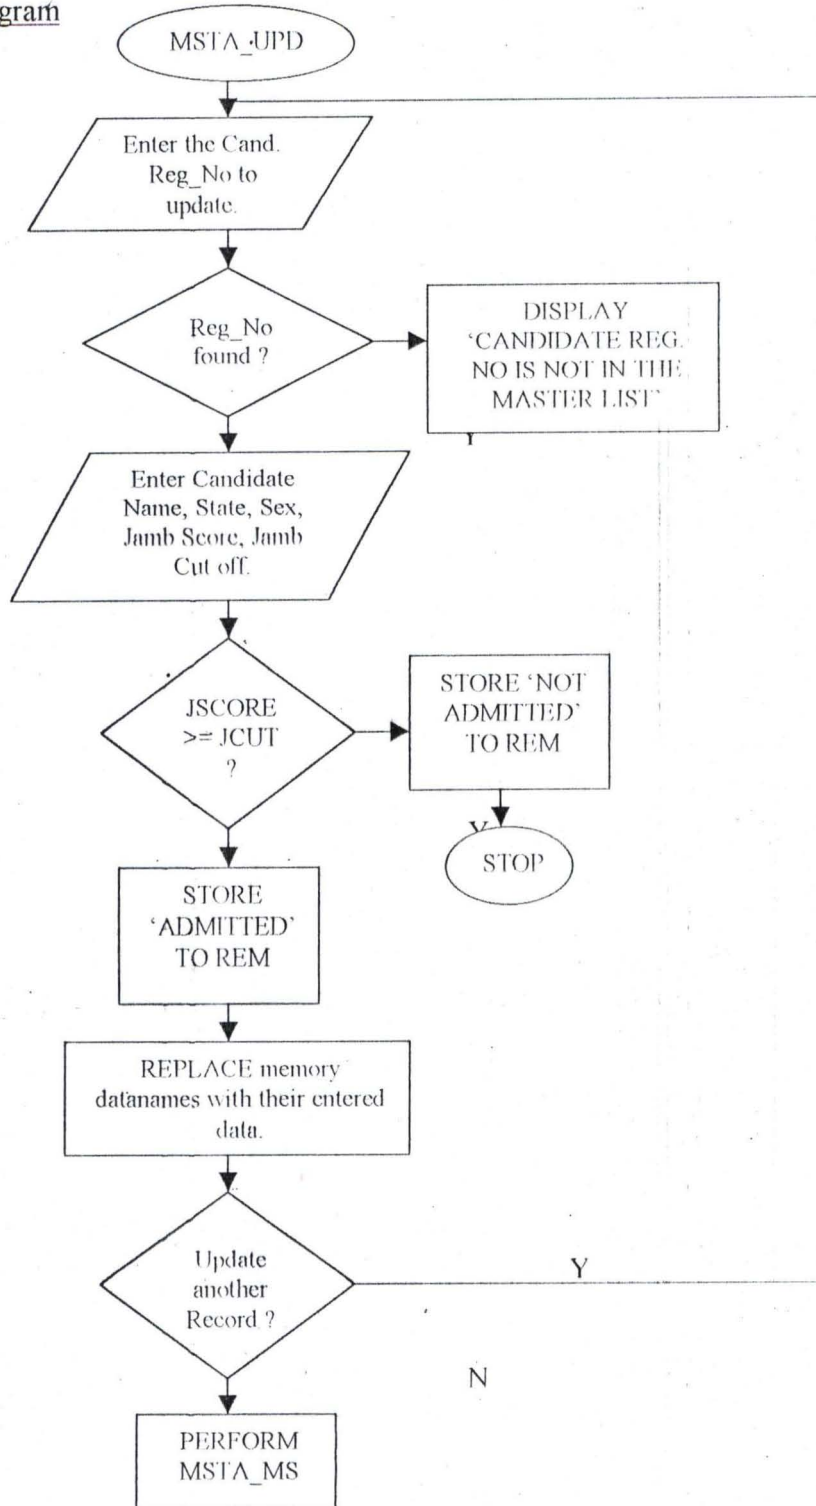 gram
MSTA_UPD
Enter the Cand.
Reg_No to
update.
Reg_No
found ?
DISPLAY
‘CANDIDATE REG.
NO IS NOT IN THE
MASTER LIST’
Y
Enter Candidate
Name, State, Sex,
Jamb Score, Jamb
Cut off.
JSCORE
>= JCUT
?
STORE ‘NOT
ADMITTED’
TO REM
Y
STOP
STORE
‘ADMITTED’
TO REM
REPLACE memory
datanames with their entered
data.
Update
another
Record ?
Y
N
PERFORM
MSTA_MS